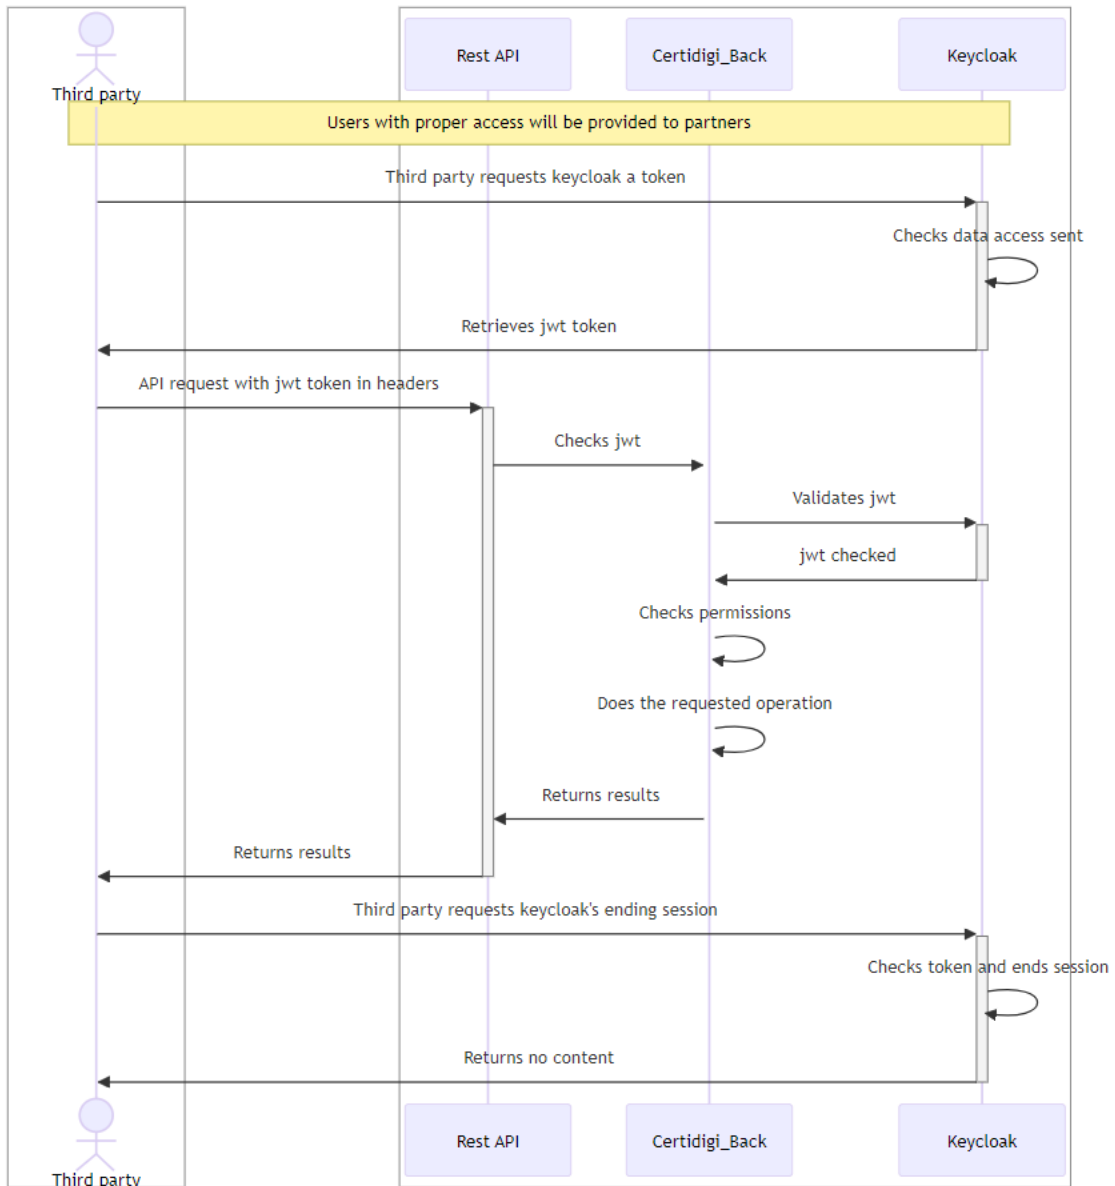 Third party
Rest API
Certidigi_Back
Keycloak
Users with proper access will be provided to partners
Third party requests keycloak a token
Checks data access sent
Retrieves jwt token
API request with jwt token in headers
Checks jwt
Validates jwt
jwt checked
Checks permissions
Does the requested operation
Returns results
Returns results
Third party requests keycloak's ending session
Checks token and ends session
Returns no content
Rest API
Certidigi_Back
Keycloak
Third party